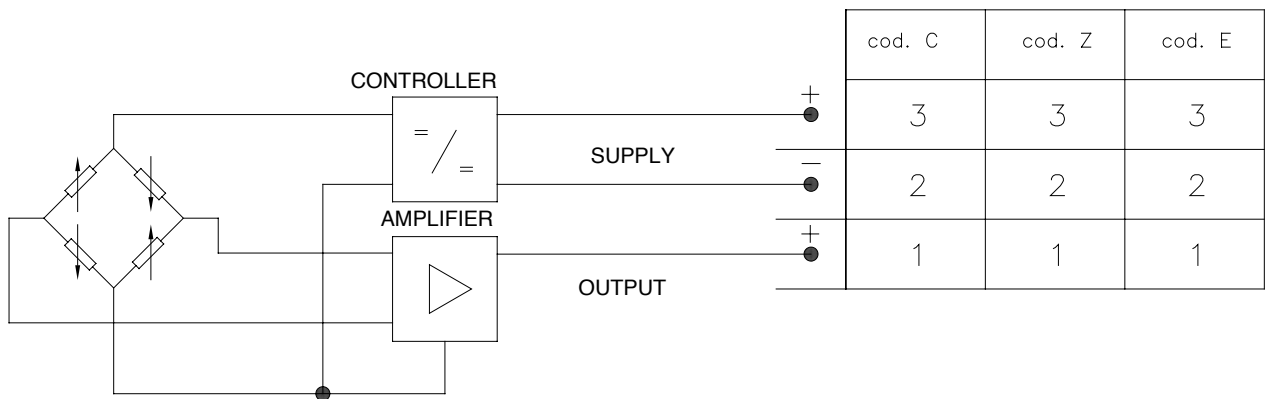 cod. C cod. Z cod. E
CONTROLLER
+ 3 3 3
= / =
SUPPLY
− 2 2 2
AMPLIFIER
+ 1 1 1
OUTPUT